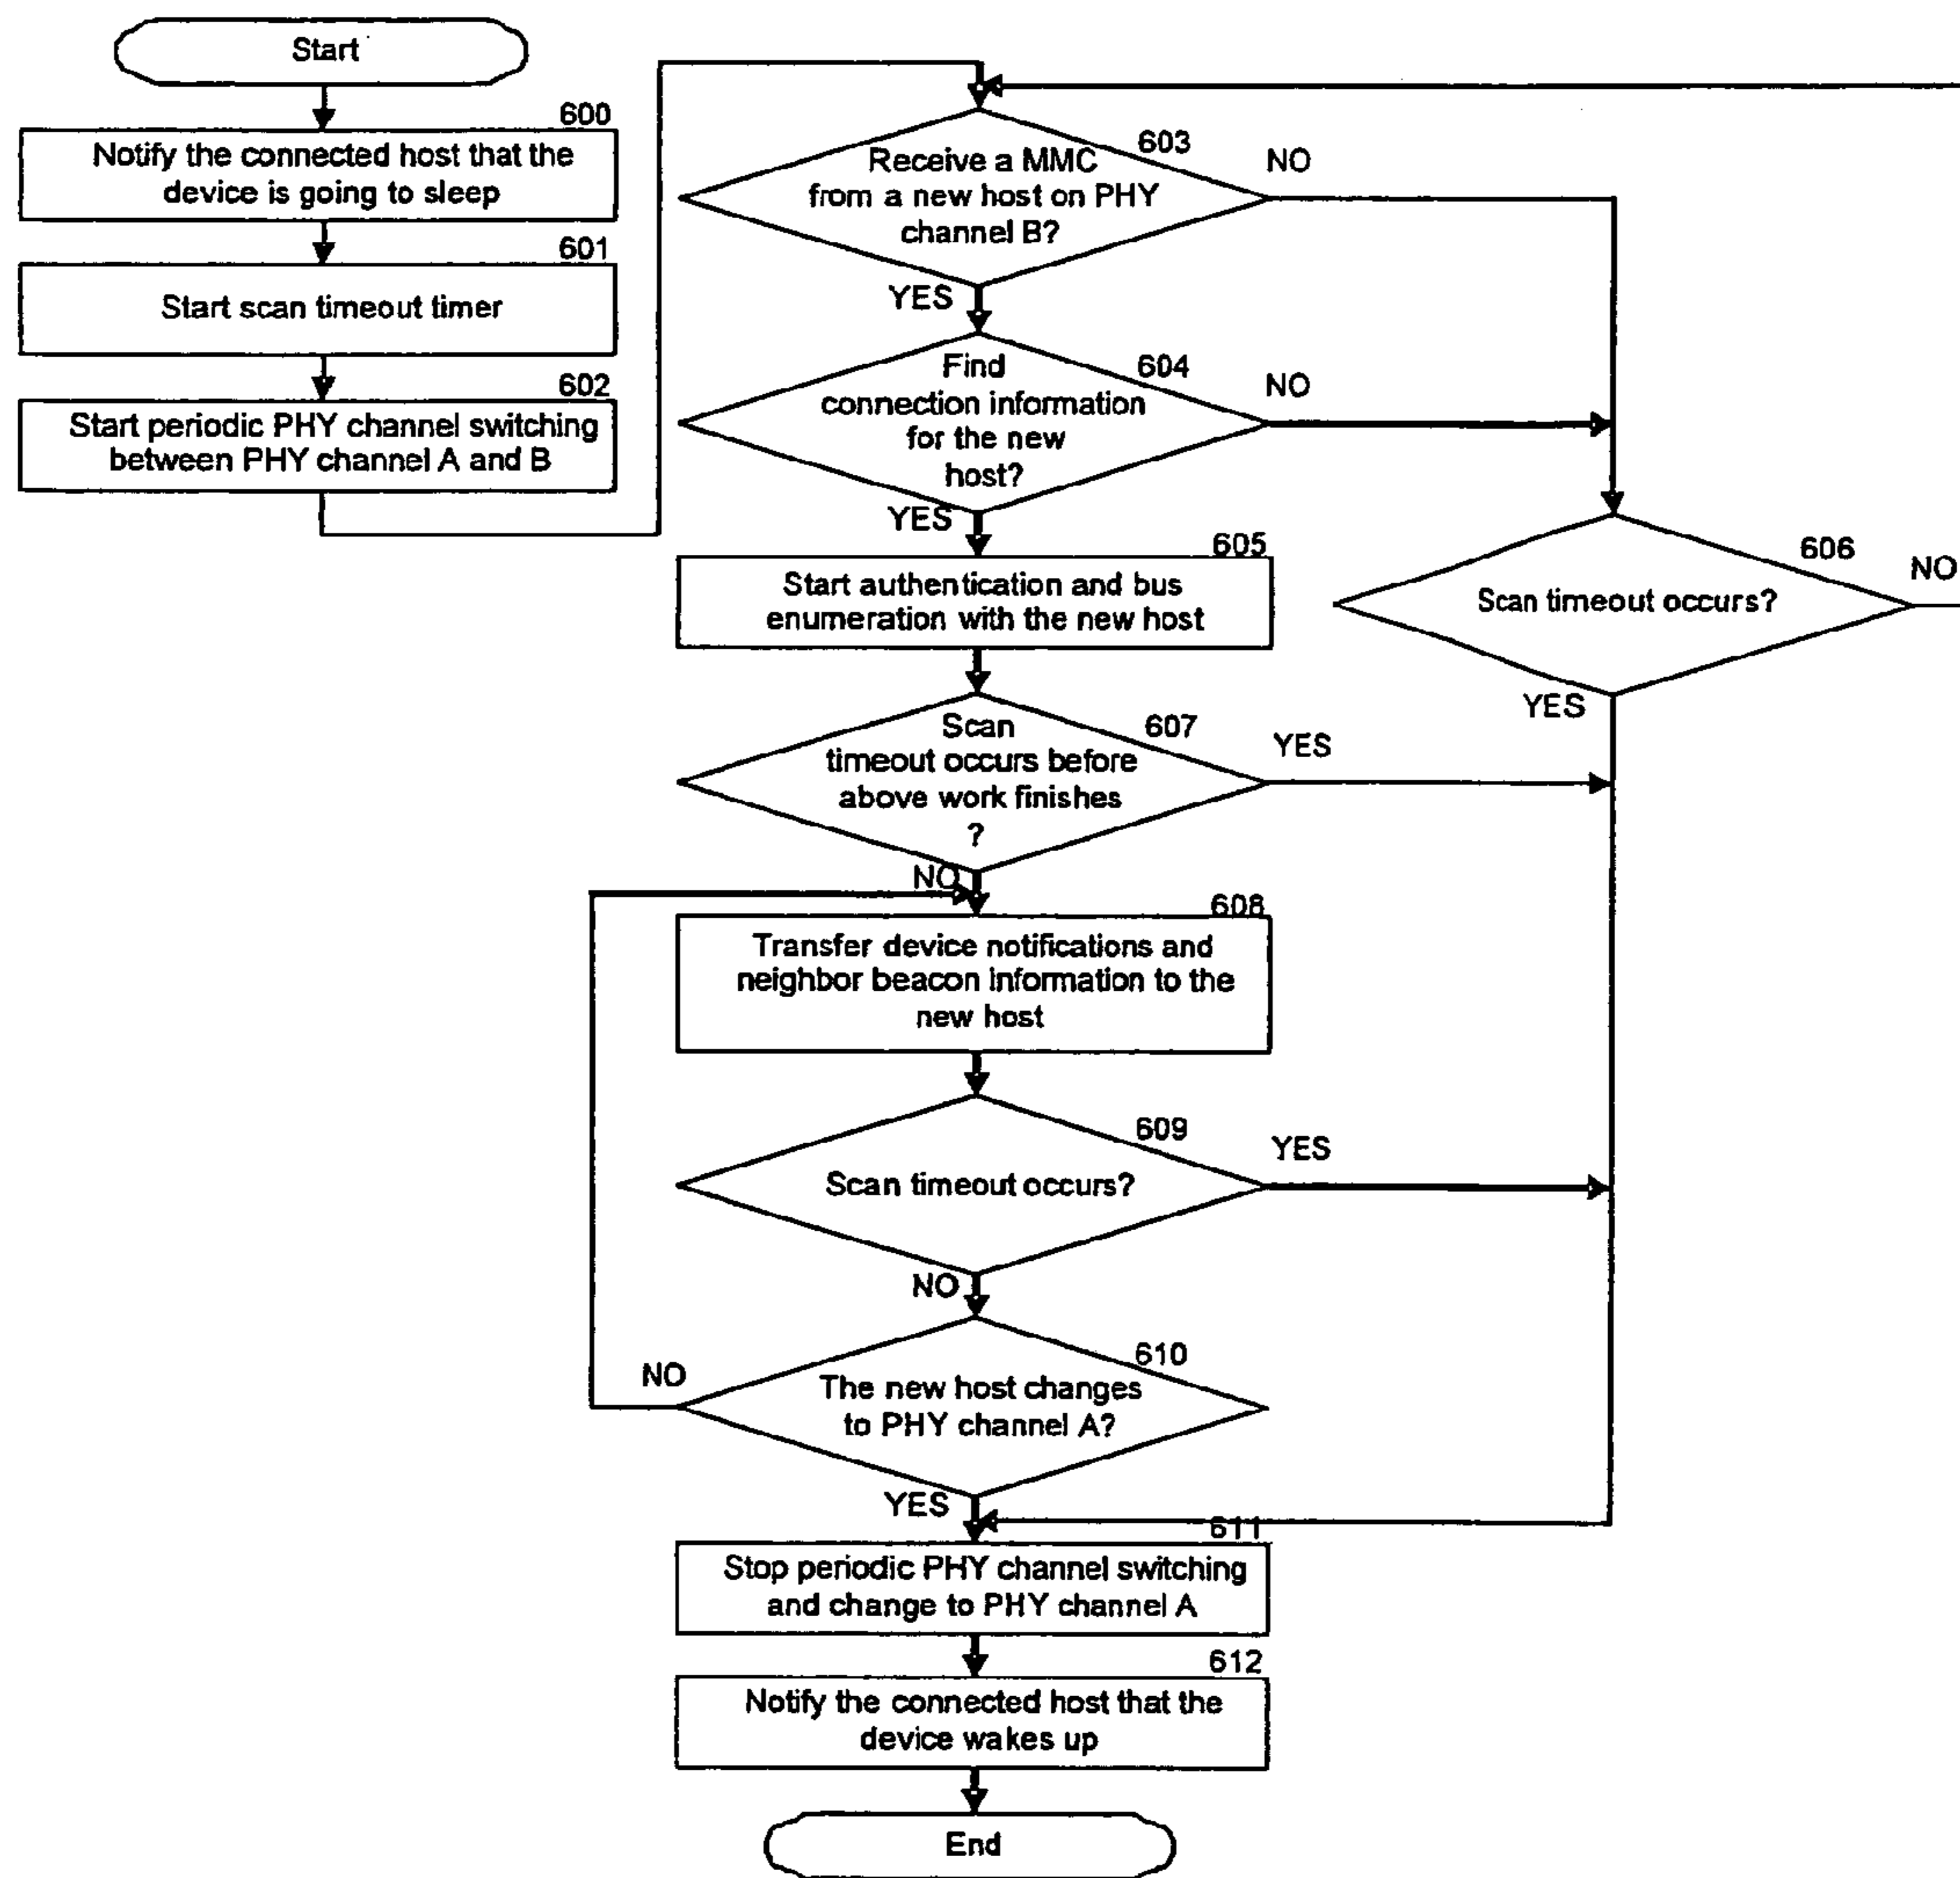 Start
600
Notify the connected host that the
device is going to sleep
601
Start scan timeout timer
602
Start periodic PHY channel switching
between PHY channel A and B
603
Receive a MMC
from a new host on PHY
channel B?
NO
YES
604
Find
connection information
for the new
host?
NO
YES
605
Start authentication and bus
enumeration with the new host
606
Scan timeout occurs?
NO
YES
607
Scan
timeout occurs before
above work finishes
?
YES
NO
608
Transfer device notifications and
neighbor beacon information to the
new host
609
Scan timeout occurs?
YES
NO
610
The new host changes
to PHY channel A?
NO
YES
611
Stop periodic PHY channel switching
and change to PHY channel A
612
Notify the connected host that the
device wakes up
End